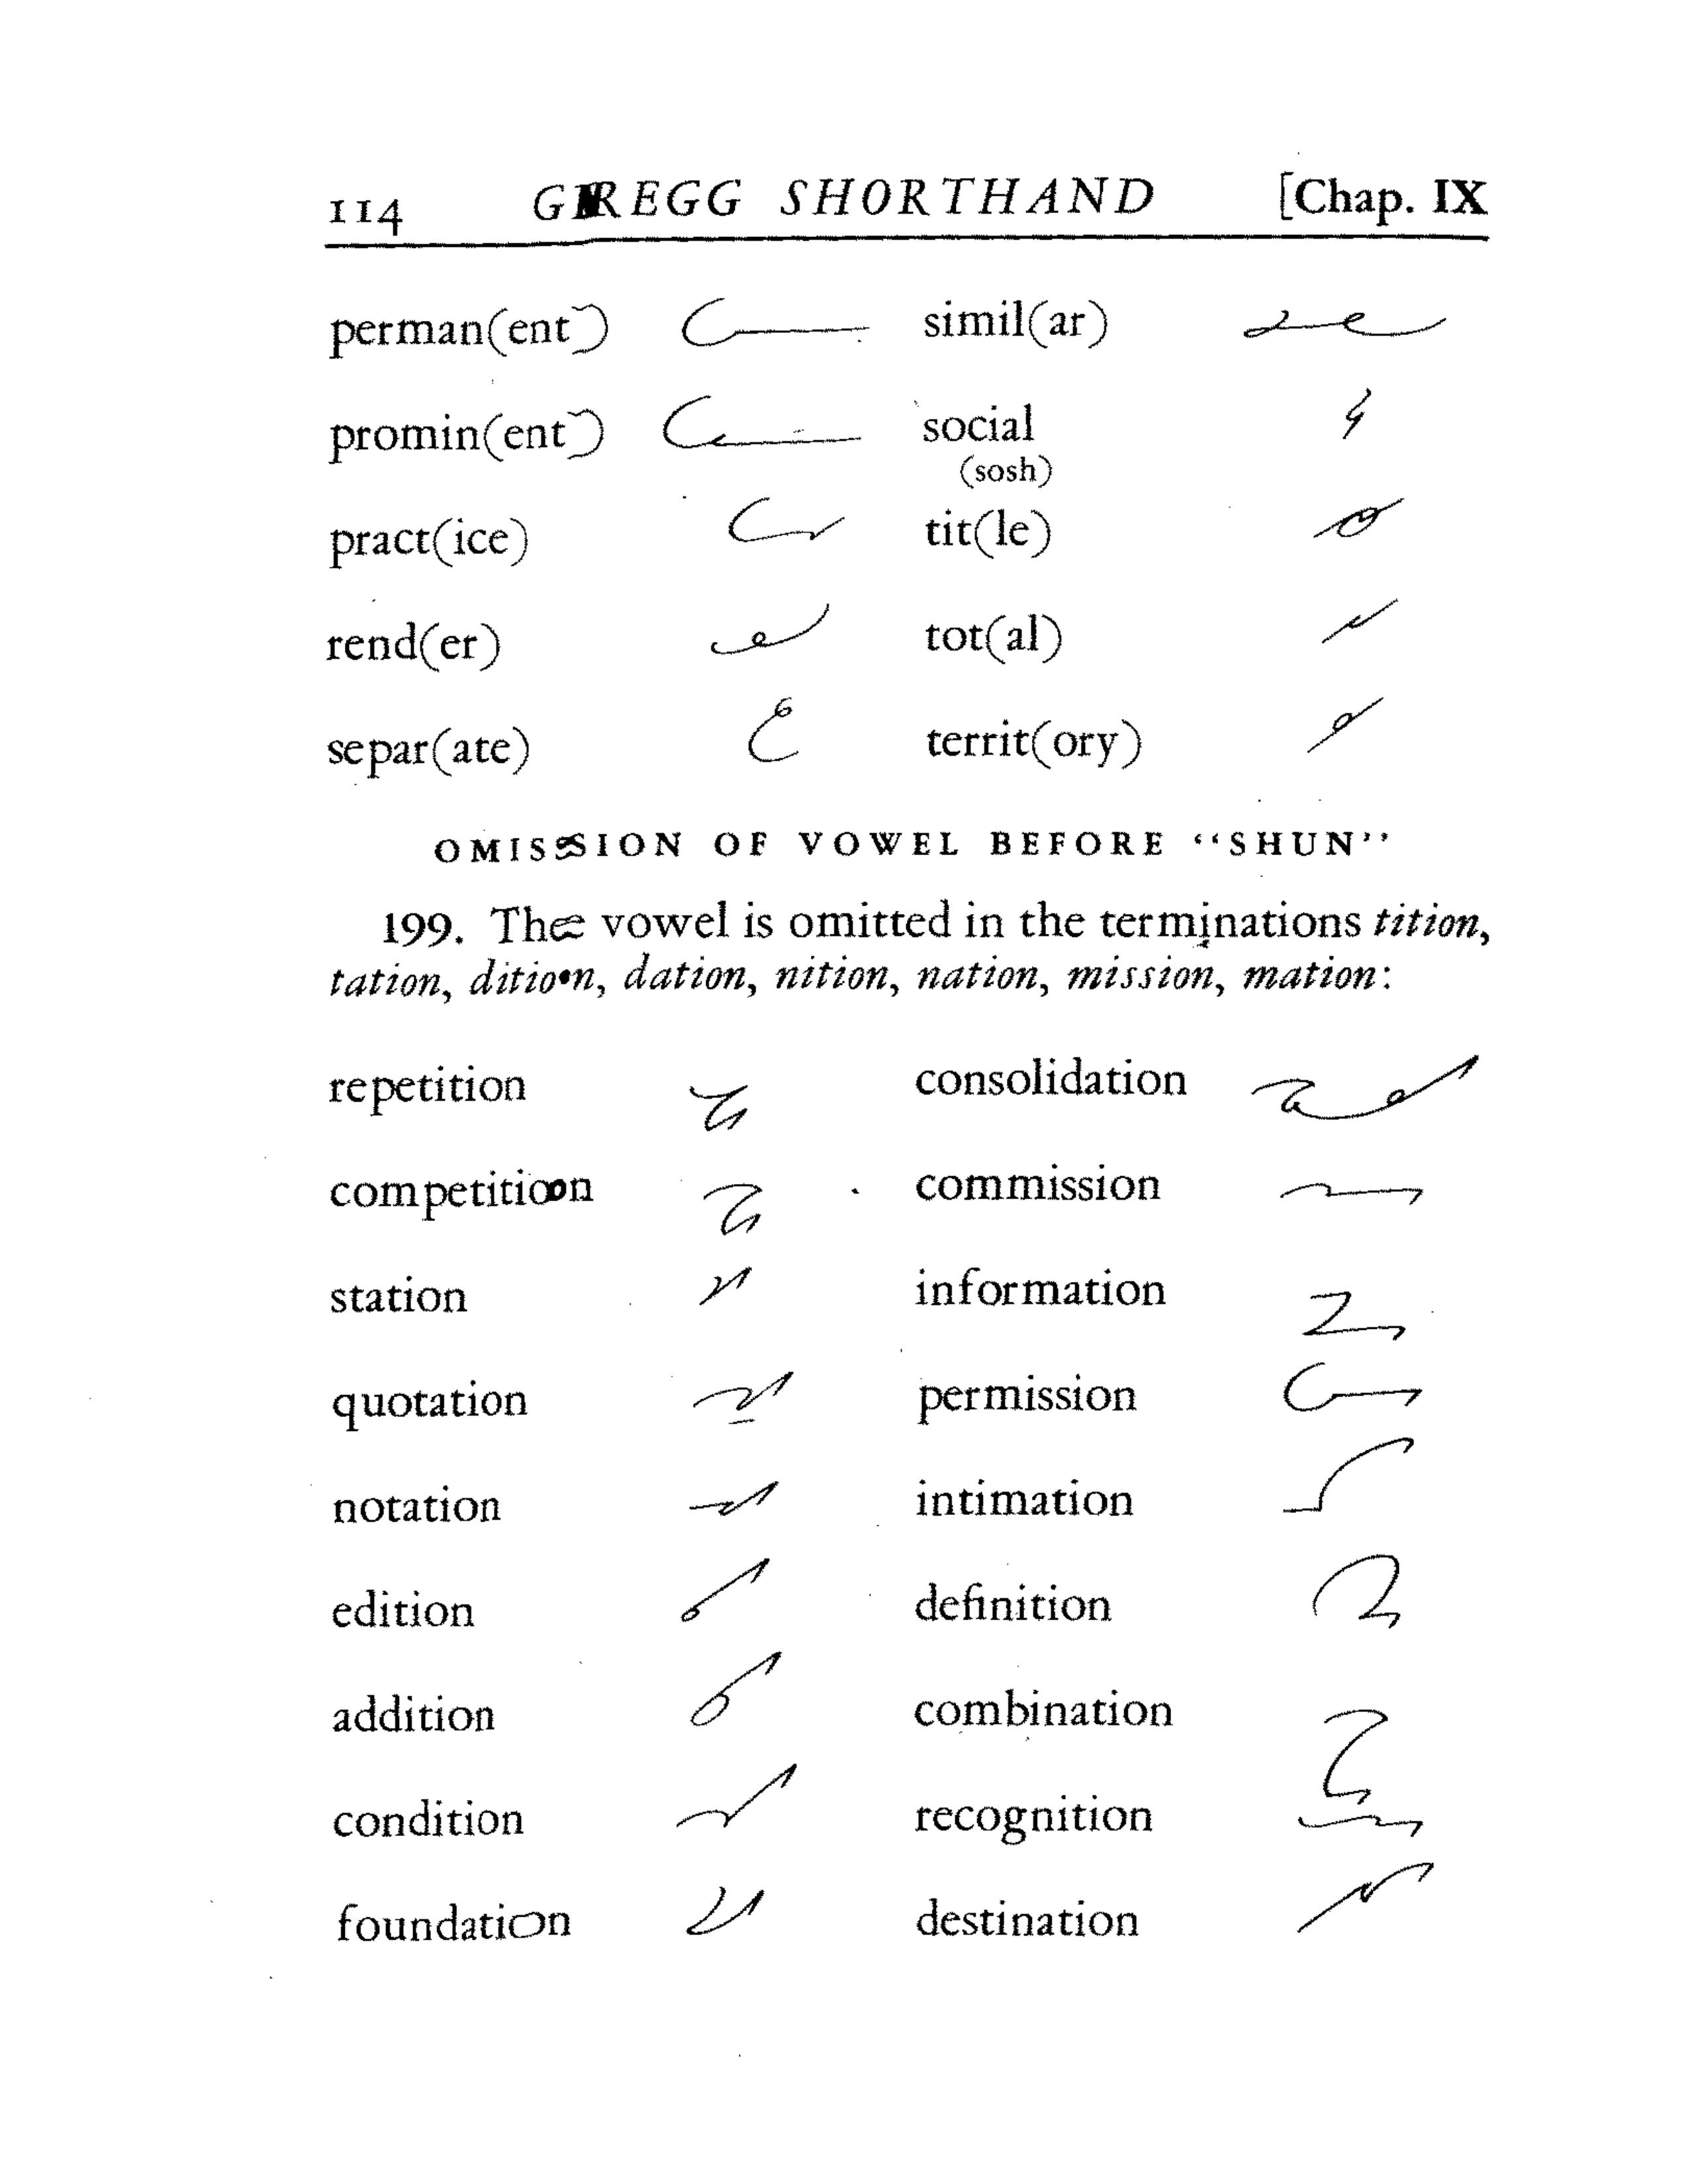 114 GREGG SHORTHAND [Chap. IX
perman(ent) simil(ar)
promin(ent) social
(sosh)
pract(ice) tit(le)
rend(er) tot(al)
separ(ate) territ(ory)
OMISSION OF VOWEL BEFORE “SHUN”
199. The vowel is omitted in the terminations tition,
tation, dition, dation, nition, nation, mission, mation:
repetition consolidation
competition commission
station information
quotation permission
notation intimation
edition definition
addition combination
condition recognition
foundation destination